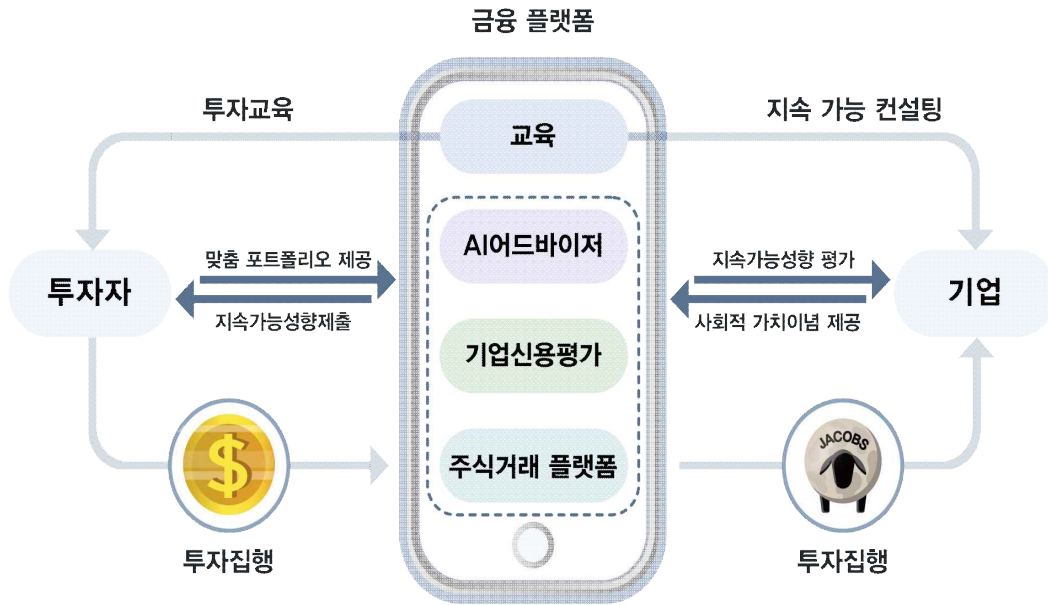 금융 플랫폼
투자교육
지속 가능 컨설팅
교육
AI어드바이저
맞춤 포트폴리오 제공
지속가능성향 평가
투자자
기업
지속가능성향제출
사회적 가치이념 제공
기업신용평가
JACOBS
주식거래 플랫폼
투자집행
투자집행